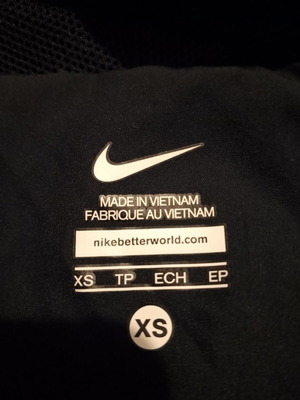 MADE IN VIETNAM
FABRIQUE AU VIETNAM
nikebetterworld.com
XS TP ECH EP
XS